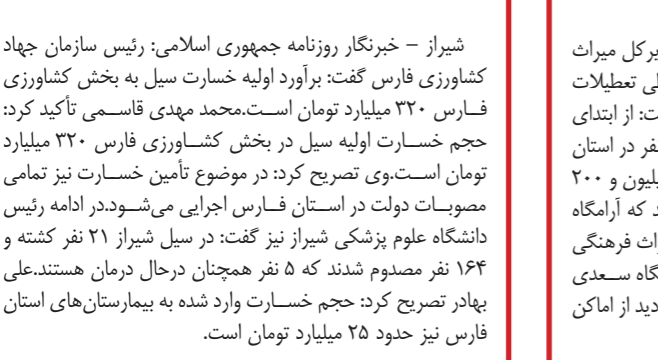 شیراز – خبرنگار روزنامه جمهوری اسلامی: رئیس سازمان جهاد
کشاورزی فارس گفت: برآورد اولیه خسارت سیل به بخش کشاورزی
فارس ۳۲۰ میلیارد تومان است.محمد مهدی قاسمی تأکید کرد:
حجم خسارت اولیه سیل در بخش کشاورزی فارس ۳۲۰ میلیارد
تومان است.وی تصریح کرد: در موضوع تأمین خسارت نیز تمامی
مصوبات دولت در استان فارس اجرایی می‌شود.در ادامه رئیس
دانشگاه علوم پزشکی شیراز نیز گفت: در سیل شیراز ۲۱ نفر کشته و
۱۶۴ نفر مصدوم شدند که ۵ نفر همچنان درحال درمان هستند.علی
بهادر تصریح کرد: حجم خسارت وارد شده به بیمارستان‌های استان
فارس نیز حدود ۲۵ میلیارد تومان است.
برکل میراث
تعطیلات
از ابتدای
نفر در استان
یلیون و ۲۰۰
که آرامگاه
اث فرهنگی
گاه سعدی
دید از اماکن